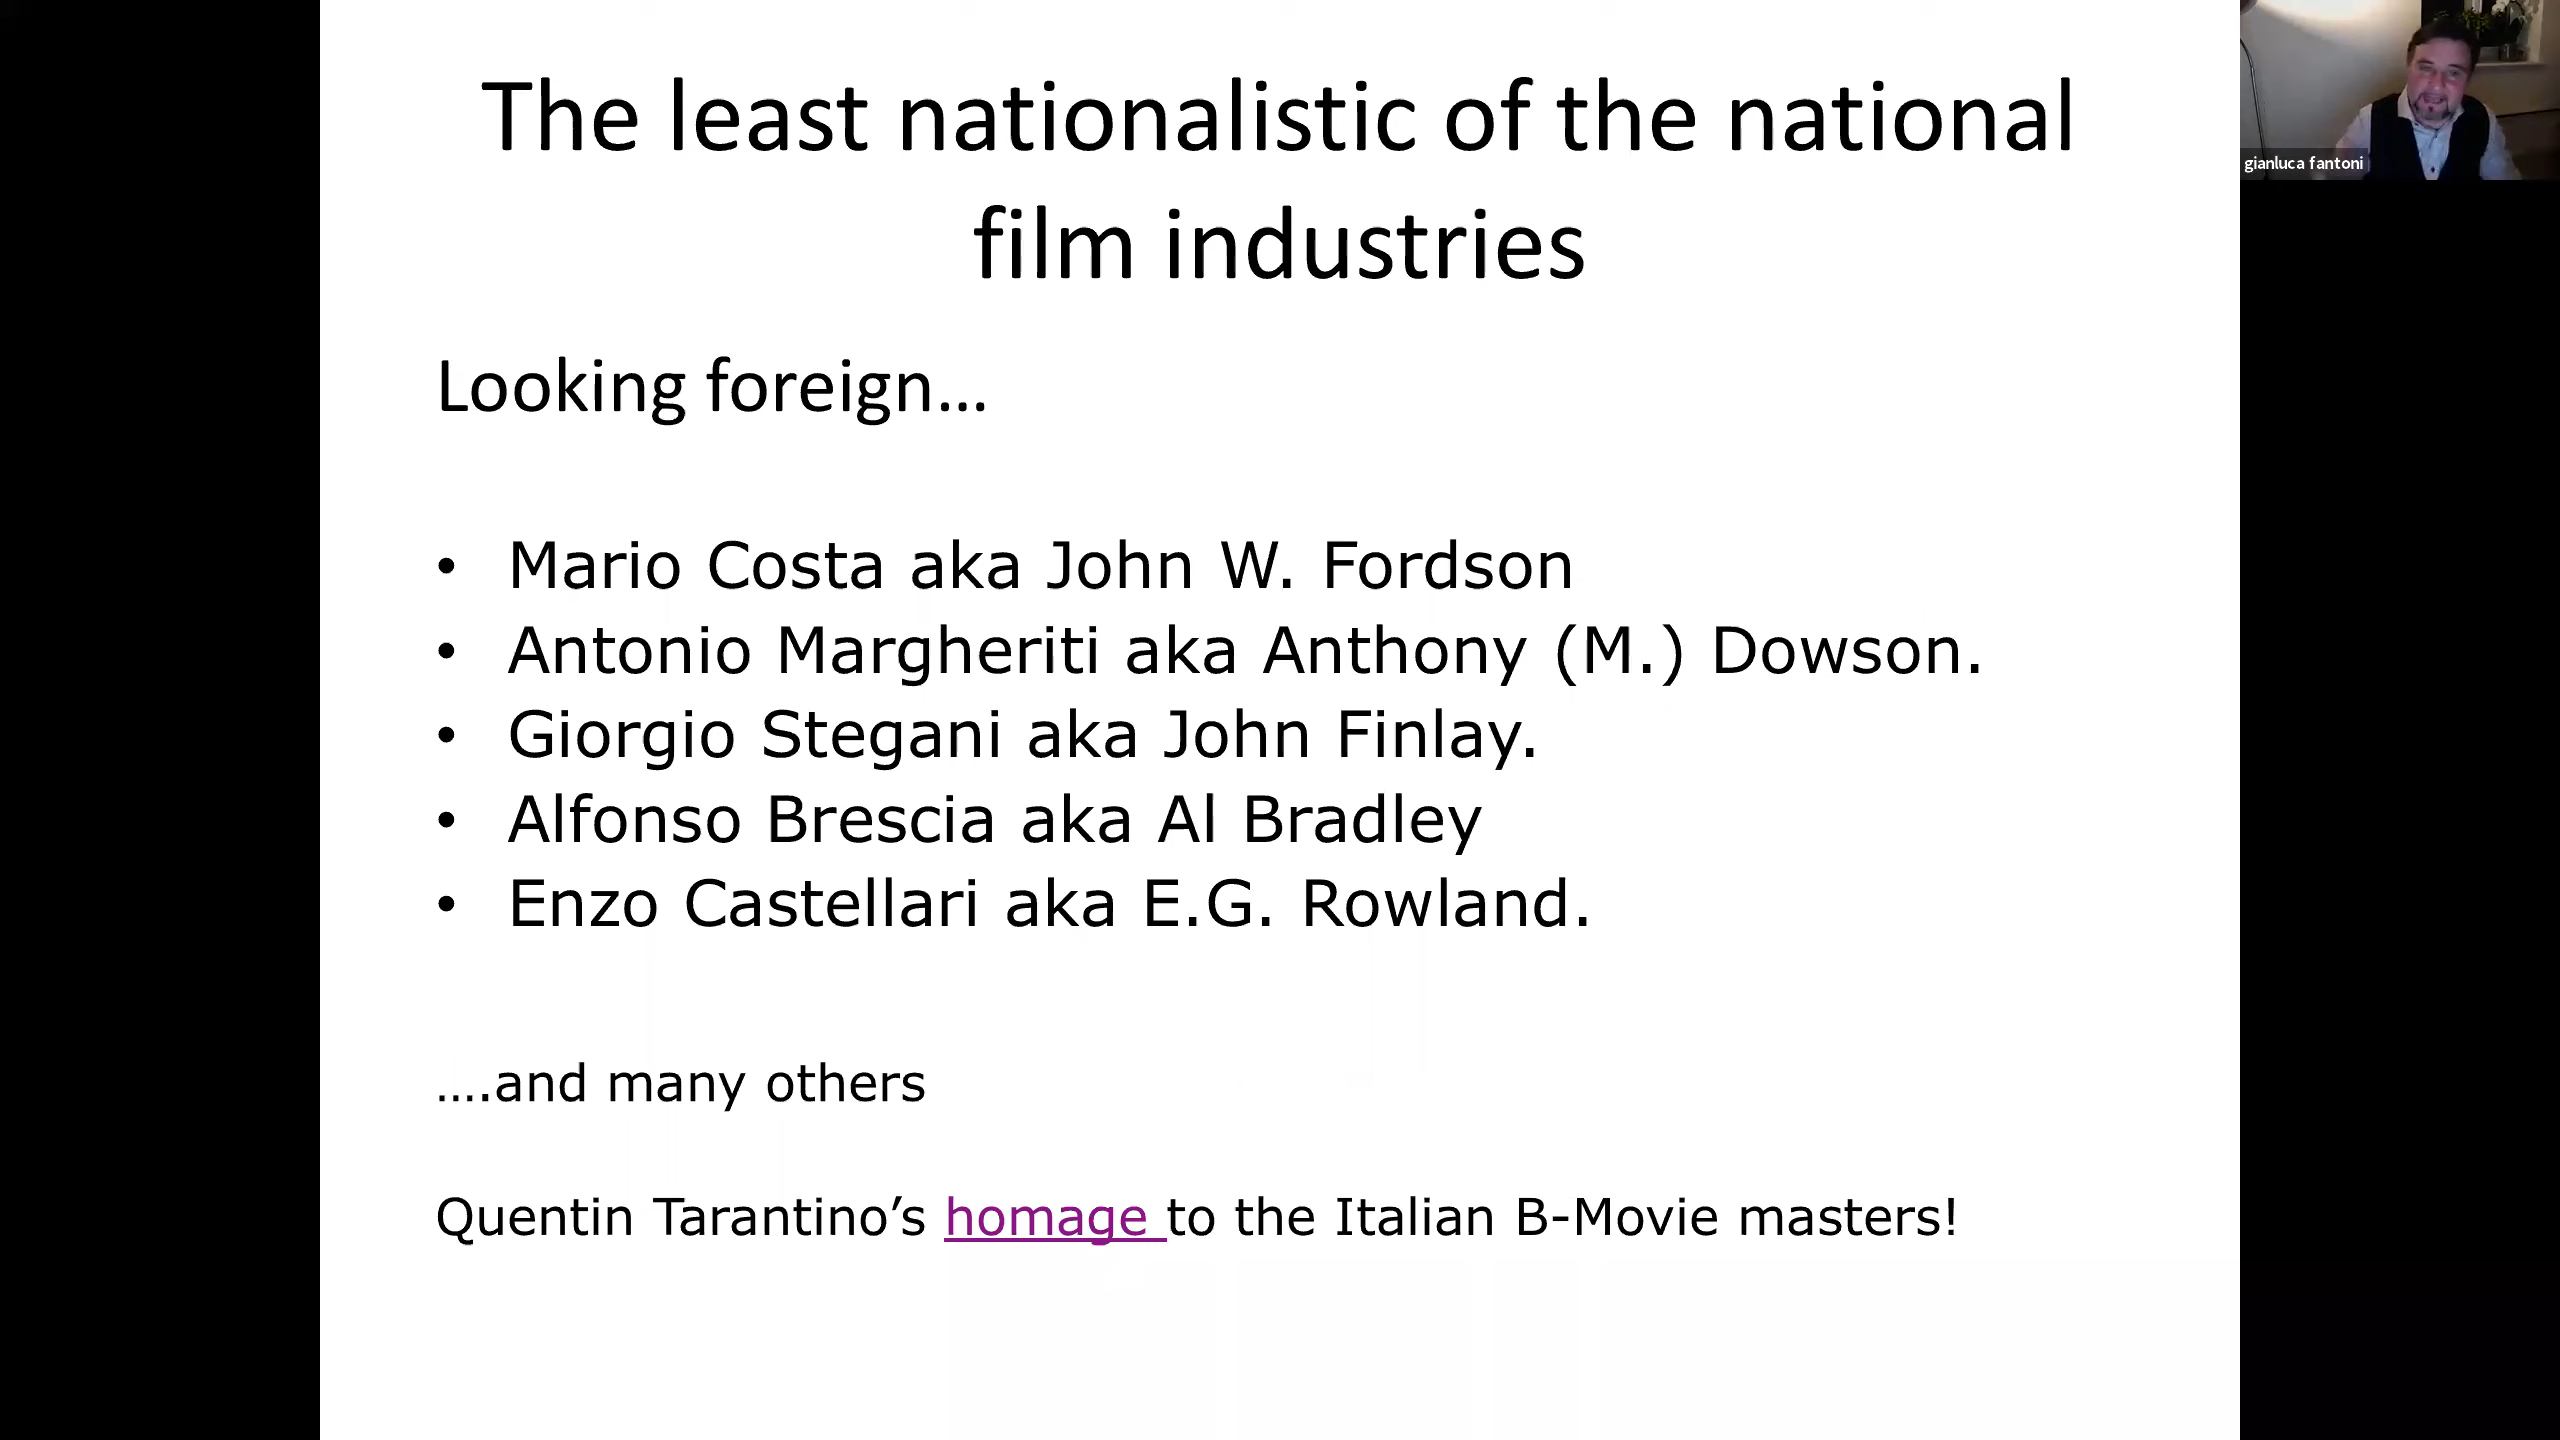 The least nationalistic of the national
film industries
gianluca fantoni
Looking foreign…
• Mario Costa aka John W. Fordson
• Antonio Margheriti aka Anthony (M.) Dowson.
• Giorgio Stegani aka John Finlay.
• Alfonso Brescia aka Al Bradley
• Enzo Castellari aka E.G. Rowland.
….and many others
Quentin Tarantino’s homage to the Italian B-Movie masters!